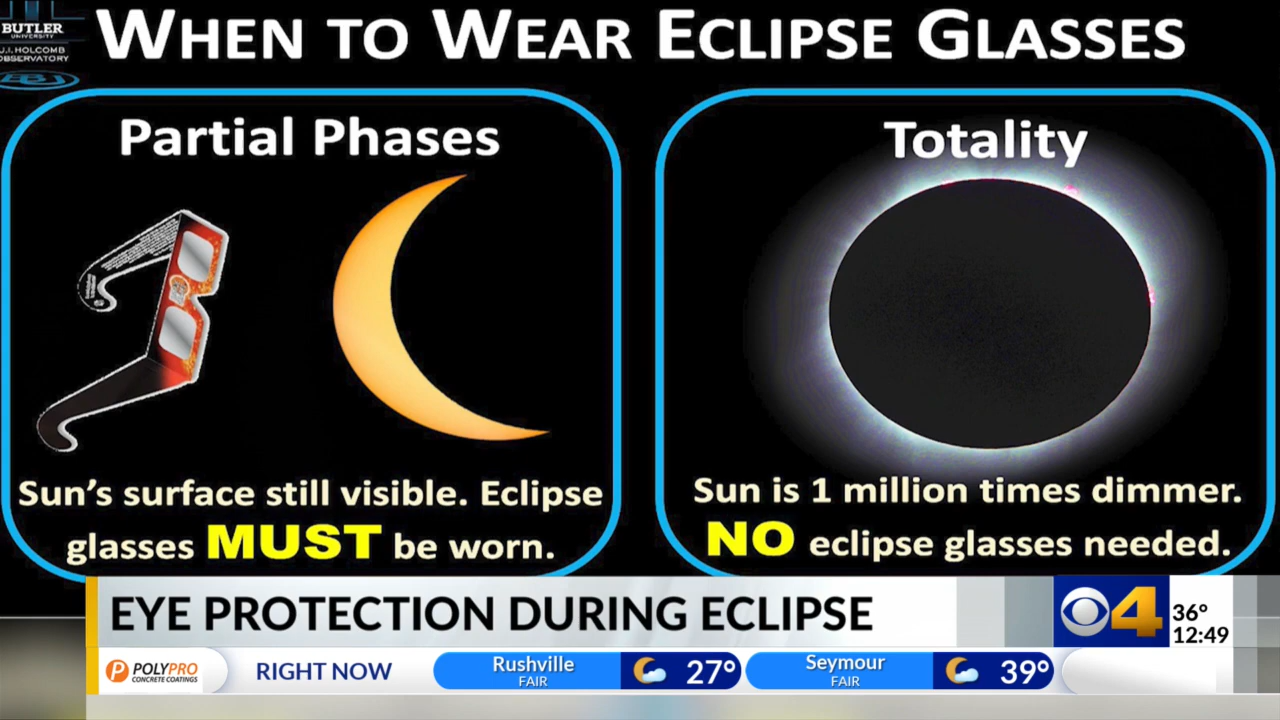 BUTLER
UNIVERSITY
J.I. HOLCOMB
OBSERVATORY
WHEN TO WEAR ECLIPSE GLASSES
Partial Phases
Sun's surface still visible. Eclipse
glasses MUST be worn.
Totality
Sun is 1 million times dimmer.
NO eclipse glasses needed.
EYE PROTECTION DURING ECLIPSE
4
36°
12:49
POLYPRO
CONCRETE COATINGS
RIGHT NOW
Rushville
FAIR
27°
Seymour
FAIR
39°